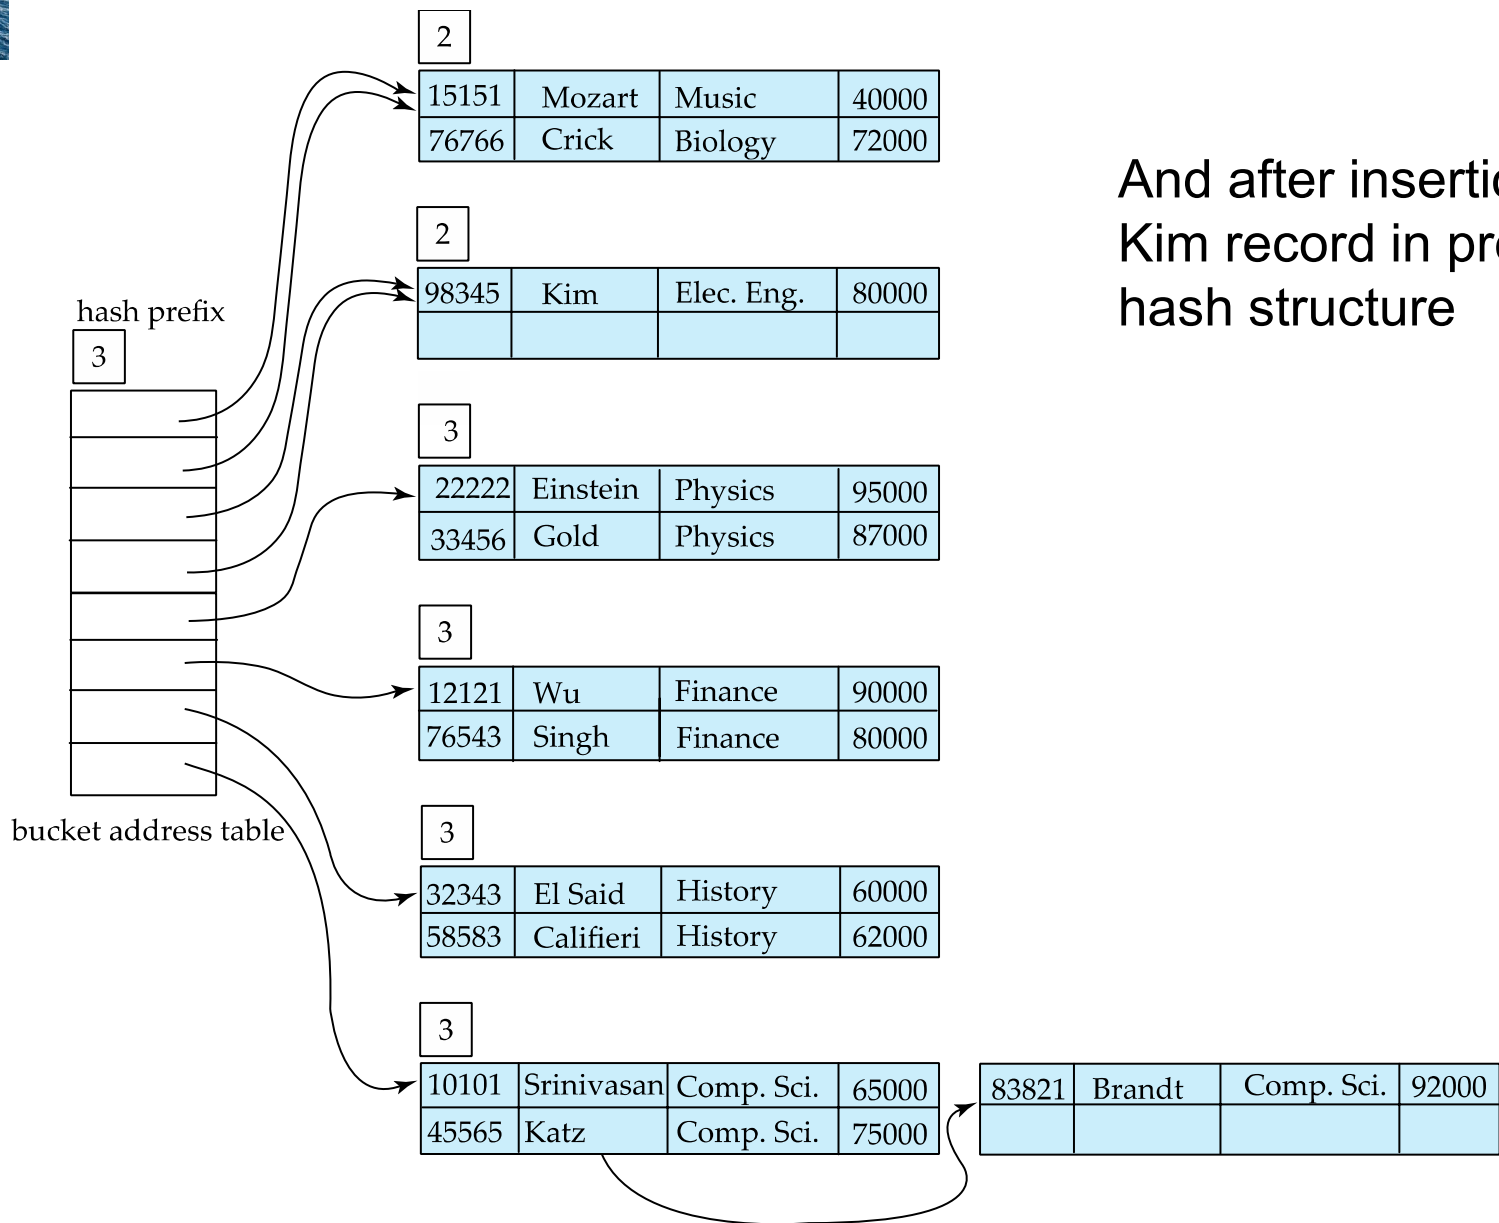 2
15151 Mozart Music 40000
76766 Crick Biology 72000
And after
Kim record in
hash structure
2
98345 Kim Elec. Eng. 80000
hash prefix
3
3
22222 Einstein Physics 95000
33456 Gold Physics 87000
3
12121 Wu Finance 90000
76543 Singh Finance 80000
bucket address table
3
32343 El Said History 60000
58583 Califieri History 62000
3
10101 Srinivasan Comp. Sci. 65000
45565 Katz Comp. Sci. 75000
83821 Brandt Comp. Sci. 92000